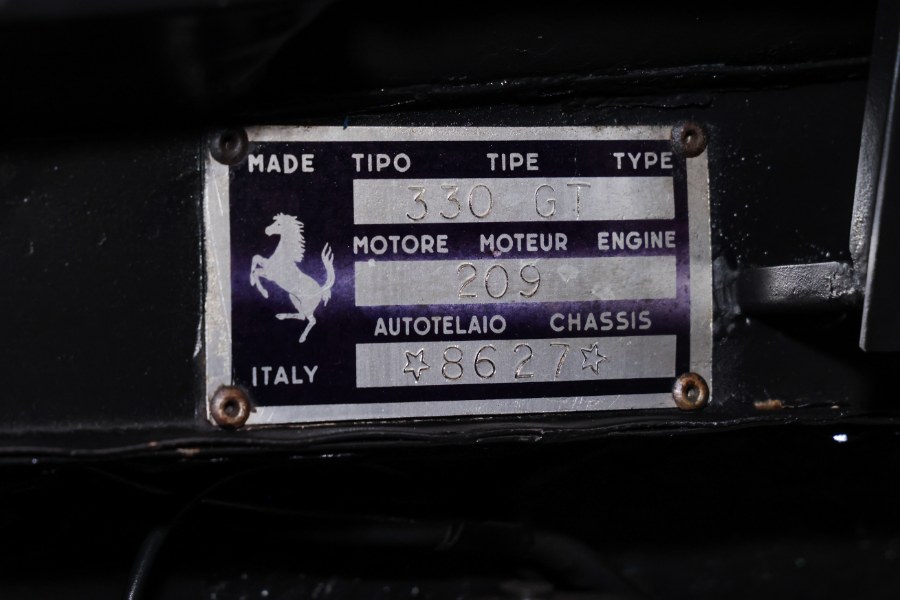 MADE TIPO TIPE TYPE
330 GT
MOTORE MOTEUR ENGINE
209
AUTOTELAIO CHASSIS
ITALY ☆8627☆